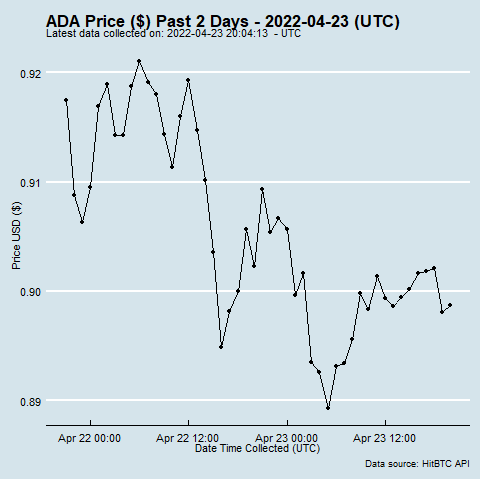 ADA Price ($) Past 2 Days - 2022-04-23 (UTC)
Latest data collected on: 2022-04-23 20:04:13  - UTC
0.92
0.91
0.90
0.89
Price USD ($)
Apr 22 00:00
Apr 22 12:00
Apr 23 00:00
Apr 23 12:00
Date Time Collected (UTC)
Data source: HitBTC API